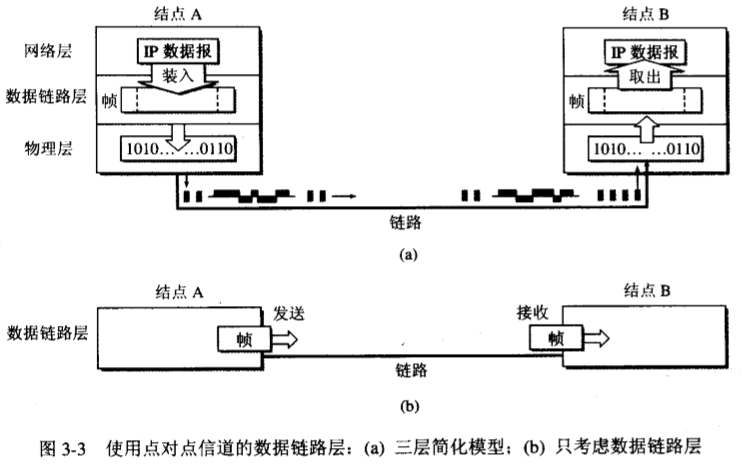 结点 A
结点 B
网络层
IP 数据报
IP 数据报
装入
取出
数据链路层
帧
帧
物理层
1010… …0110
1010… …0110
链路
(a)
结点 A
结点 B
数据链路层
发送
接收
帧
帧
链路
(b)
图 3-3 使用点对点信道的数据链路层：(a) 三层简化模型；(b) 只考虑数据链路层